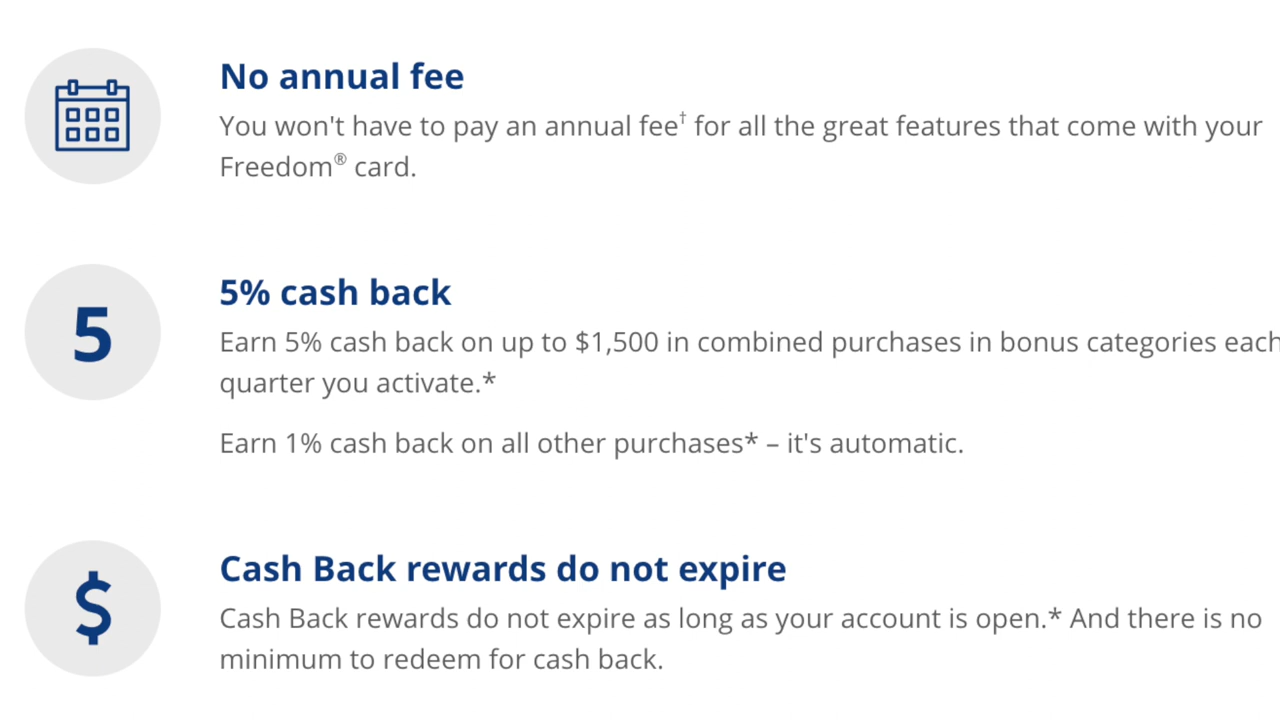 No annual fee
You won't have to pay an annual fee† for all the great features that come with your
Freedom® card.
5
5% cash back
Earn 5% cash back on up to $1,500 in combined purchases in bonus categories each
quarter you activate.*
Earn 1% cash back on all other purchases* – it's automatic.
$
Cash Back rewards do not expire
Cash Back rewards do not expire as long as your account is open.* And there is no
minimum to redeem for cash back.